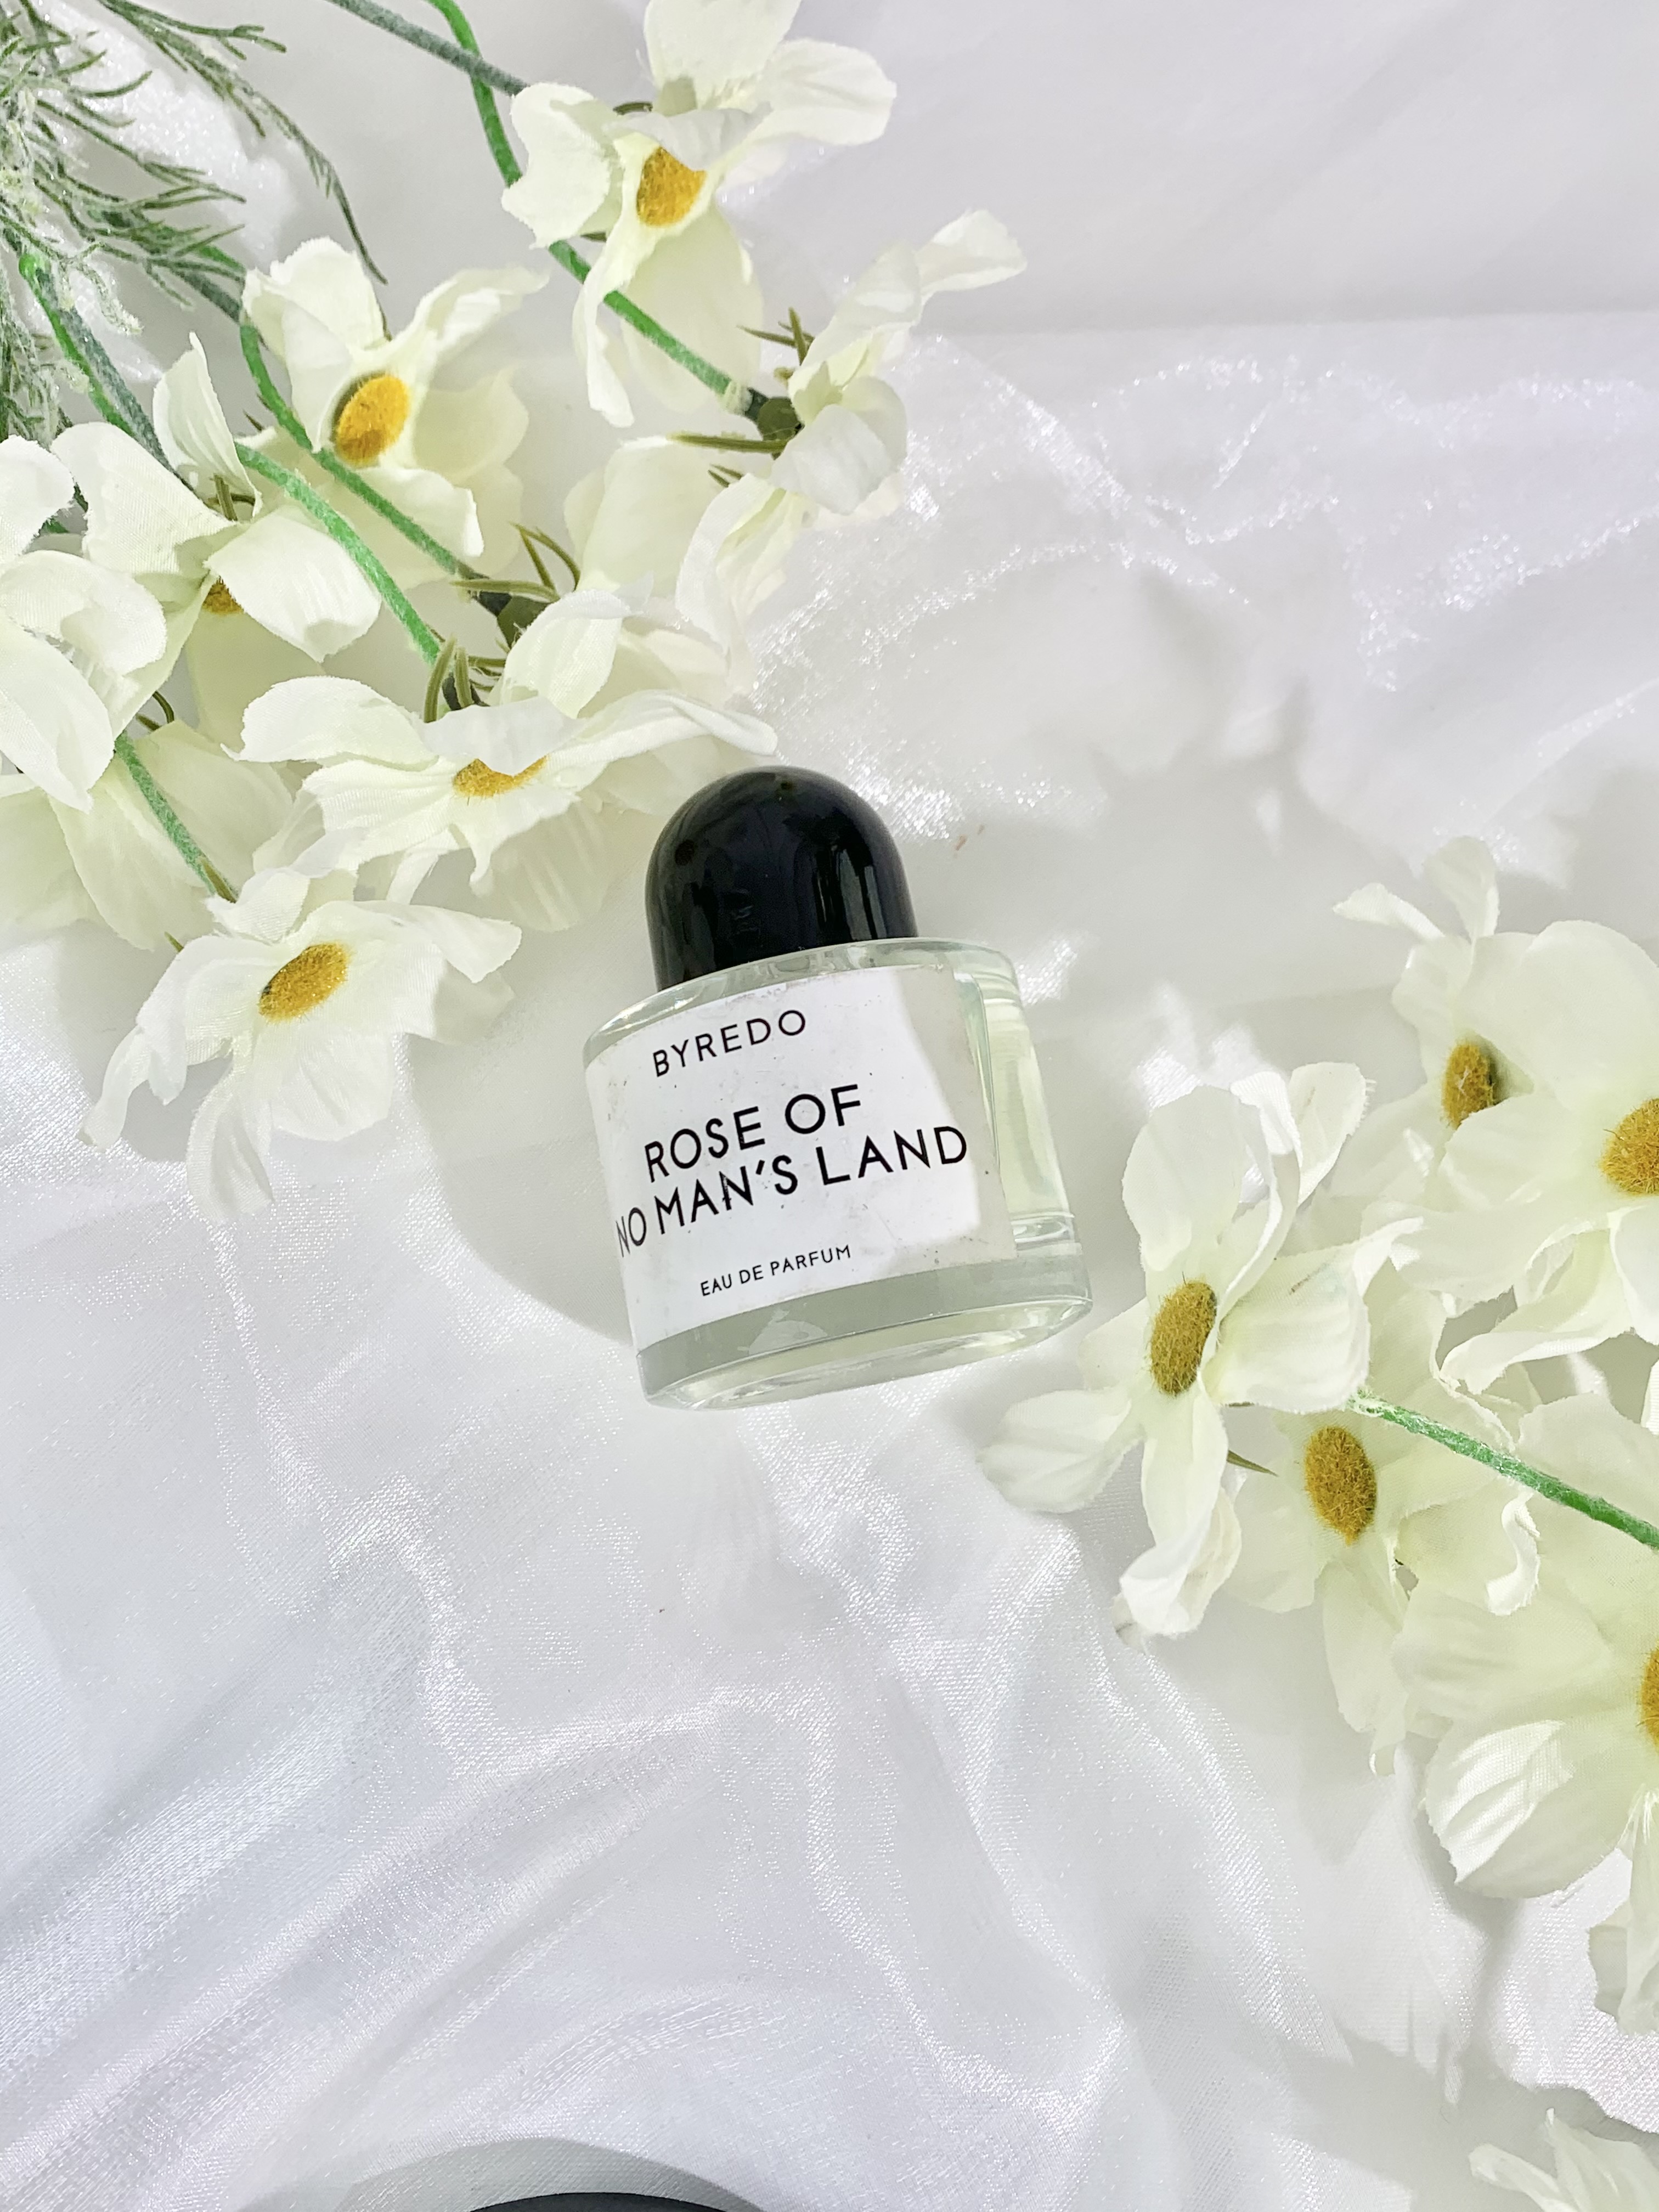 BYREDO
ROSE OF
NO MAN'S LAND
EAU DE PARFUM